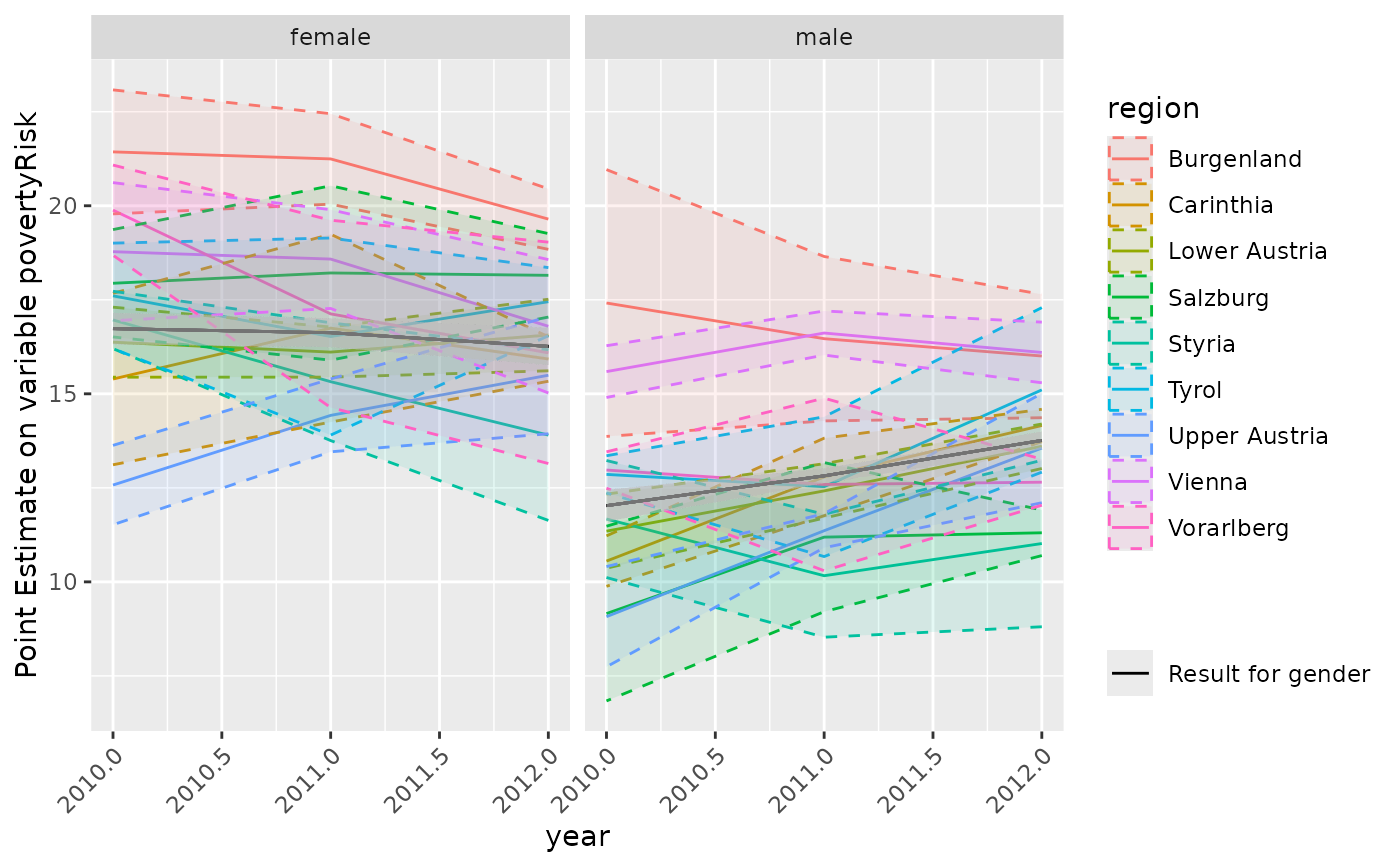 female
male
Point Estimate on variable povertyRisk
20
15
10
2010.0
2010.5
2011.0
2011.5
2012.0
2010.0
2010.5
2011.0
2011.5
2012.0
year
region
Burgenland
Carinthia
Lower Austria
Salzburg
Styria
Tyrol
Upper Austria
Vienna
Vorarlberg
Result for gender